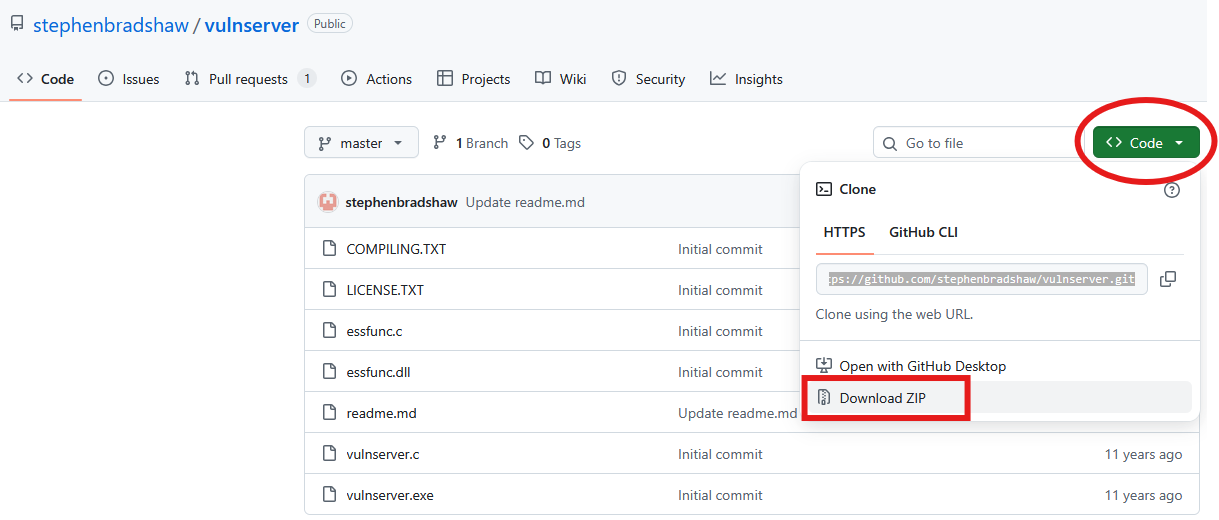 stephenbradshaw / vulnserver Public
Code Issues Pull requests 1 Actions Projects Wiki Security Insights
master 1 Branch 0 Tags Go to file Code
Clone
stephenbradshaw Update readme.md
HTTPS GitHub CLI
COMPILING.TXT Initial commit
tps://github.com/stephenbradshaw/vulnserver.git
LICENSE.TXT Initial commit
Clone using the web URL.
essfunc.c Initial commit
essfunc.dll Initial commit
Open with GitHub Desktop
Download ZIP
readme.md Update readme.md
vulnserver.c Initial commit 11 years ago
vulnserver.exe Initial commit 11 years ago